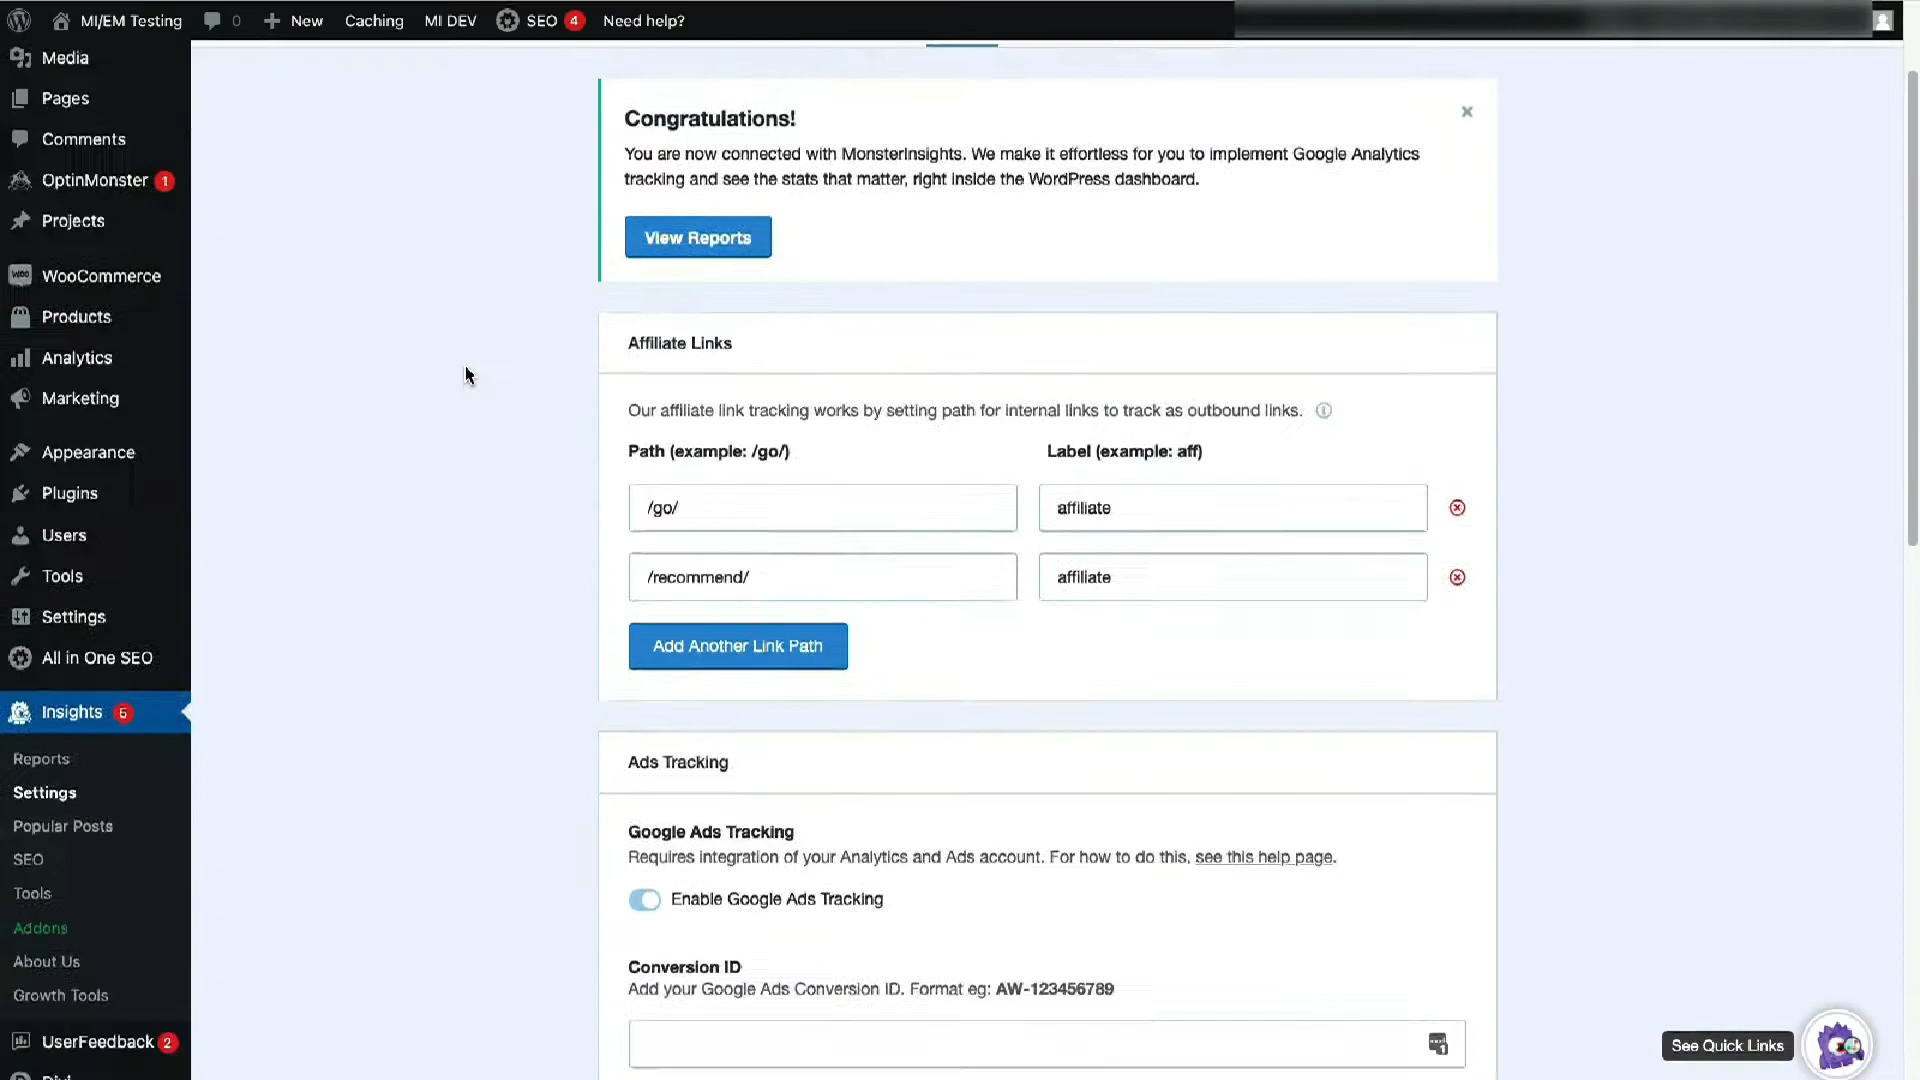 MI/EM Testing
0
New
Caching
MI DEV
SEO
4
Need help?
Media
Pages
Comments
OptinMonster
1
Projects
WooCommerce
Products
Analytics
Marketing
Appearance
Plugins
Users
Tools
Settings
All in One SEO
Insights
5
Reports
Settings
Popular Posts
SEO
Tools
Addons
About Us
Growth Tools
UserFeedback
2
Divi
Congratulations!
You are now connected with MonsterInsights. We make it effortless for you to implement Google Analytics
tracking and see the stats that matter, right inside the WordPress dashboard.
View Reports
Affiliate Links
Our affiliate link tracking works by setting path for internal links to track as outbound links.
Path (example: /go/)
Label (example: aff)
/go/
affiliate
/recommend/
affiliate
Add Another Link Path
Ads Tracking
Google Ads Tracking
Requires integration of your Analytics and Ads account. For how to do this, see this help page.
Enable Google Ads Tracking
Conversion ID
Add your Google Ads Conversion ID. Format eg: AW-123456789
See Quick Links